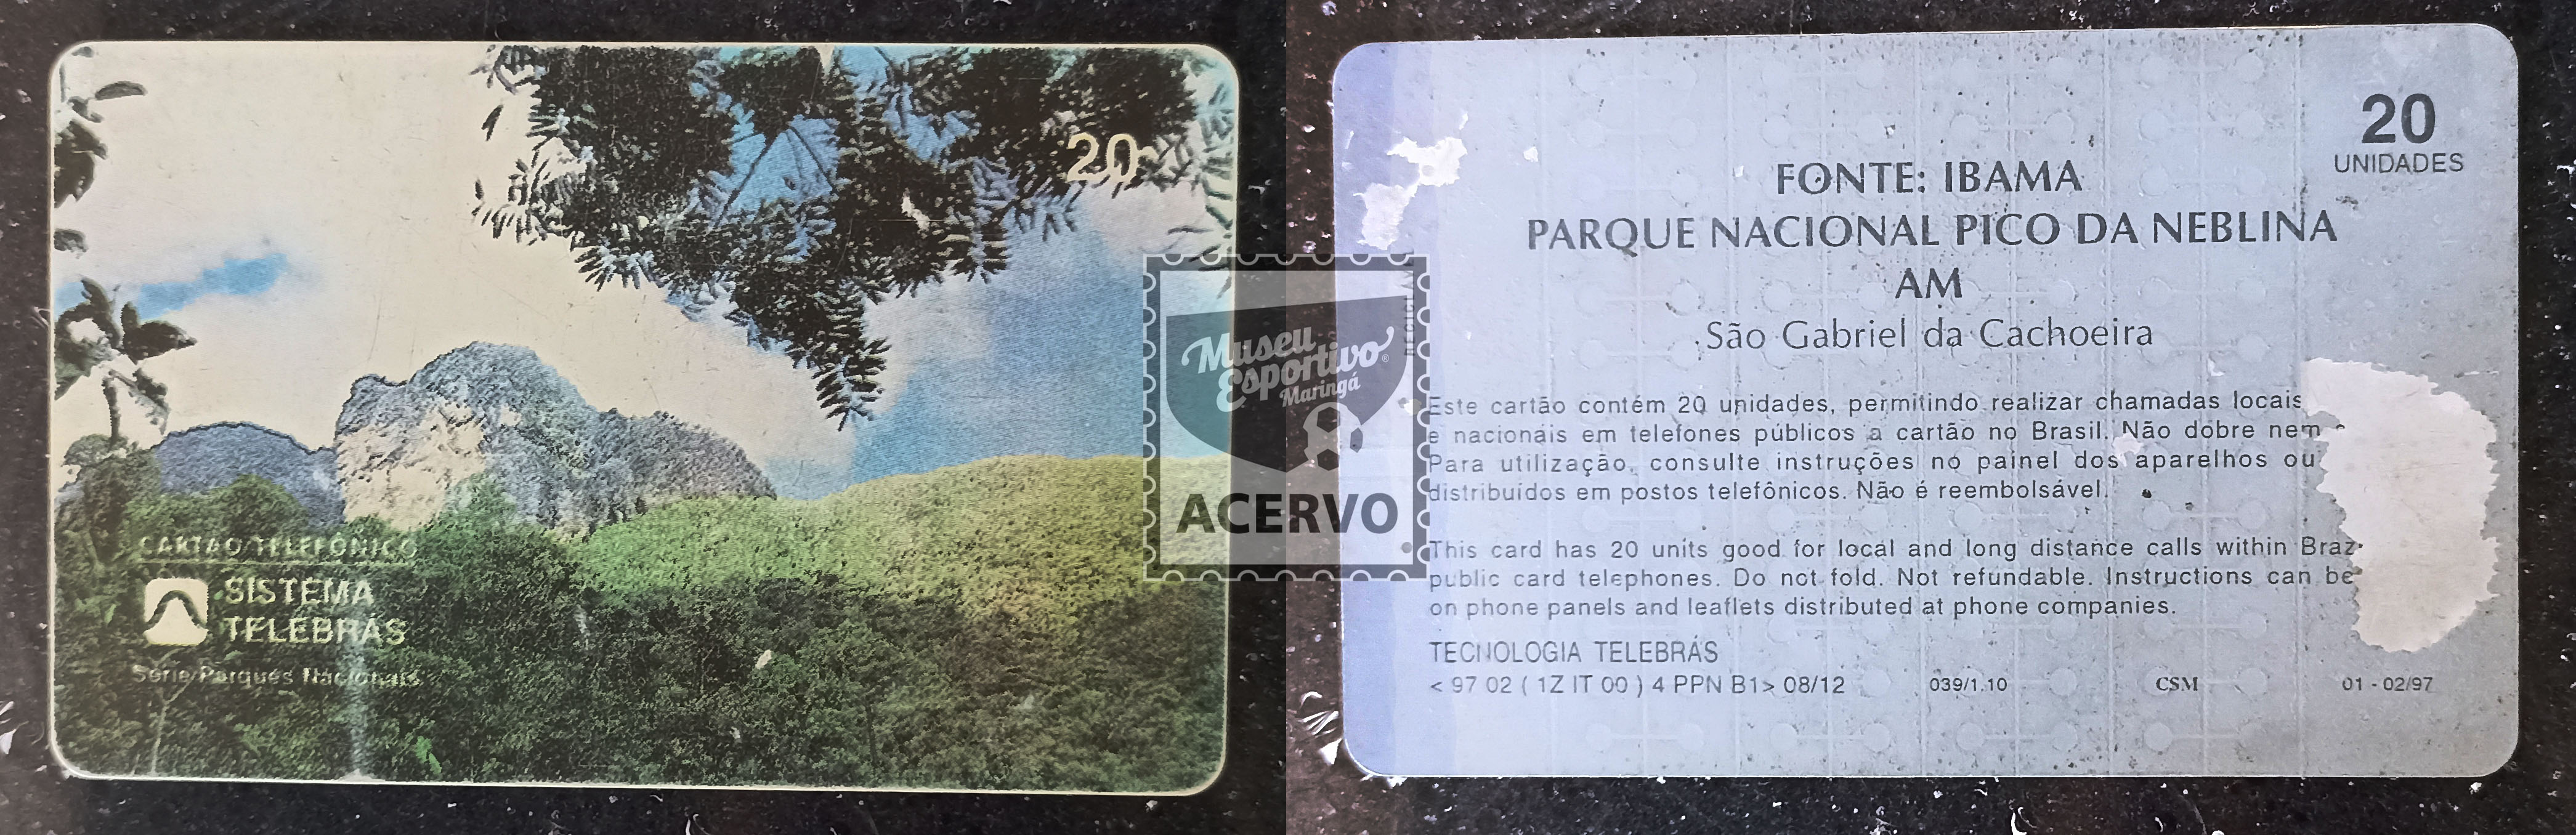 20
CARTÃO TELEFÔNICO
SISTEMA
TELEBRÁS
Série Parques Nacionais
Museu
Esportivo®
Maringá
ACERVO
20
UNIDADES
FONTE: IBAMA
PARQUE NACIONAL PICO DA NEBLINA
AM
São Gabriel da Cachoeira
Este cartão contém 20 unidades, permitindo realizar chamadas locais
e nacionais em telefones públicos a cartão no Brasil. Não dobre nem
Para utilização, consulte instruções no painel dos aparelhos ou
distribuídos em postos telefônicos. Não é reembolsável.
This card has 20 units good for local and long distance calls within Braz
public card telephones. Do not fold. Not refundable. Instructions can be
on phone panels and leaflets distributed at phone companies.
TECNOLOGIA TELEBRÁS
< 97 02 ( 1Z IT 00 ) 4 PPN B1> 08/12 039/1.10 CSM 01 - 02/97